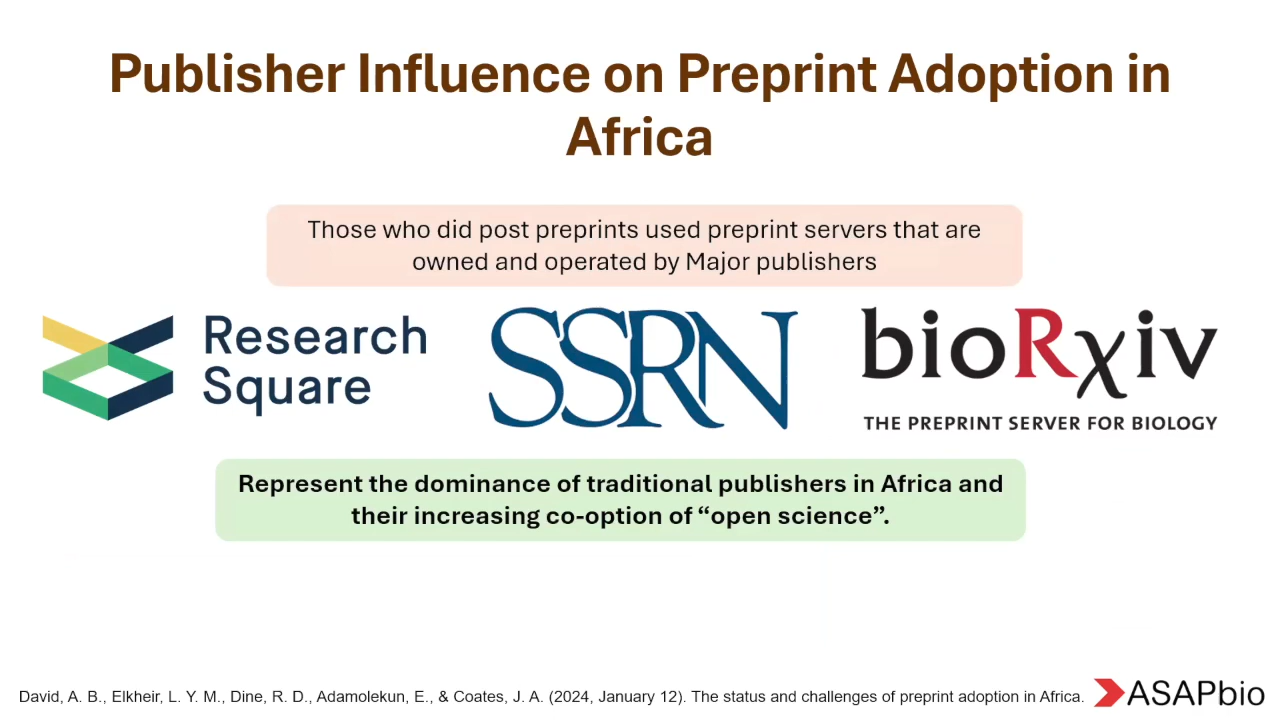 Publisher Influence on Preprint Adoption in
Africa
Those who did post preprints used preprint servers that are
owned and operated by Major publishers
Research
Square
SSRN
bioRχiv
THE PREPRINT SERVER FOR BIOLOGY
Represent the dominance of traditional publishers in Africa and
their increasing co-option of “open science”.
David, A. B., Elkheir, L. Y. M., Dine, R. D., Adamolekun, E., & Coates, J. A. (2024, January 12). The status and challenges of preprint adoption in Africa.
ASAPbio